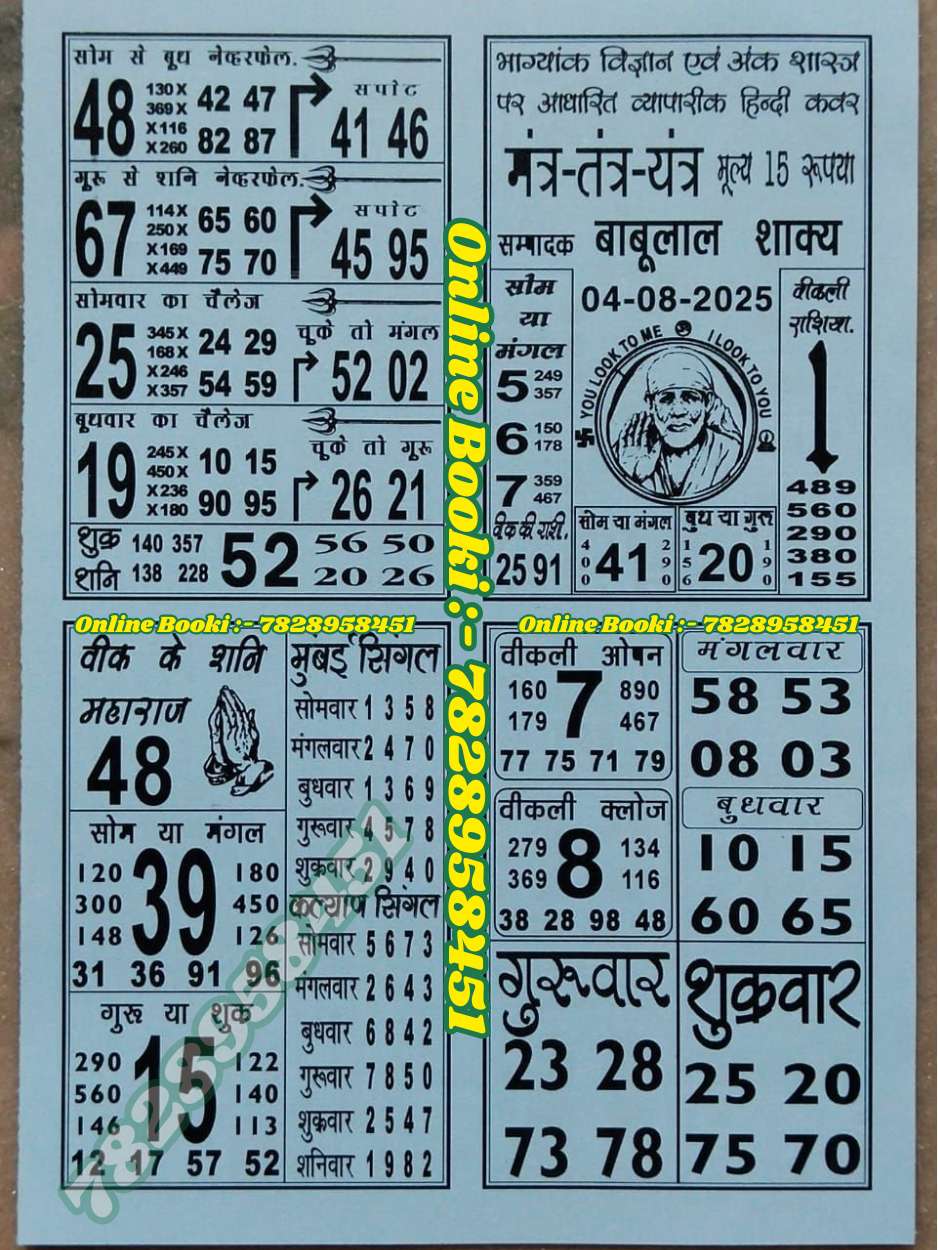 सोम से बूध नेव्हरफेल.
48 130X 369X X116 X260 42 47 82 87 सपोट 41 46
गूरू से शनि नेव्हरफेल.
67 114X 250X X169 X449 65 60 75 70 सपोट 45 95
सोमवार का चैलेज
25 345X 168X X246 X357 24 29 54 59 चूके तो मंगल 52 02
बूधवार का चैलेज
19 245X 450X X236 X180 10 15 90 95 चूके तो गूरू 26 21
शुक्र 140 357 52 56 50
शनि 138 228 20 26
भाग्यांक विज्ञान एवं अंक शास्त्र
पर आधारित व्यापारीक हिन्दी कवर
मंत्र-तंत्र-यंत्र मूल्य 15 रूपया
सम्पादक बाबूलाल शाक्य
सोम
या
मंगल
5 249 357
6 150 178
7 359 467
वीक की राशी.
25 91
04-08-2025
YOU LOOK TO ME I LOOK TO YOU
सोम या मंगल
400 41 290
बुध या गुरू
156 20 190
वीकली
राशिया.
1
489
560
290
380
155
Online Booki :- 7828958451
Online Booki :- 7828958451
Online Booki :- 7828958451
वीक के शनि
महाराज
48
सोम या मंगल
120 39 180
300 450
148 126
31 36 91 96
गुरू या शुक्र
290 15 122
560 140
146 113
12 17 57 52
मुंबई सिंगल
सोमवार 1 3 5 8
मंगलवार 2 4 7 0
बुधवार 1 3 6 9
गुरूवार 4 5 7 8
शुक्रवार 2 9 4 0
कल्याण सिंगल
सोमवार 5 6 7 3
मंगलवार 2 6 4 3
बुधवार 6 8 4 2
गुरूवार 7 8 5 0
शुक्रवार 2 5 4 7
शनिवार 1 9 8 2
7828958451
वीकली ओपन
160 7 890
179 467
77 75 71 79
वीकली क्लोज
279 8 134
369 116
38 28 98 48
मंगलवार
58 53
08 03
बुधवार
10 15
60 65
गुरूवार
23 28
73 78
शुक्रवार
25 20
75 70